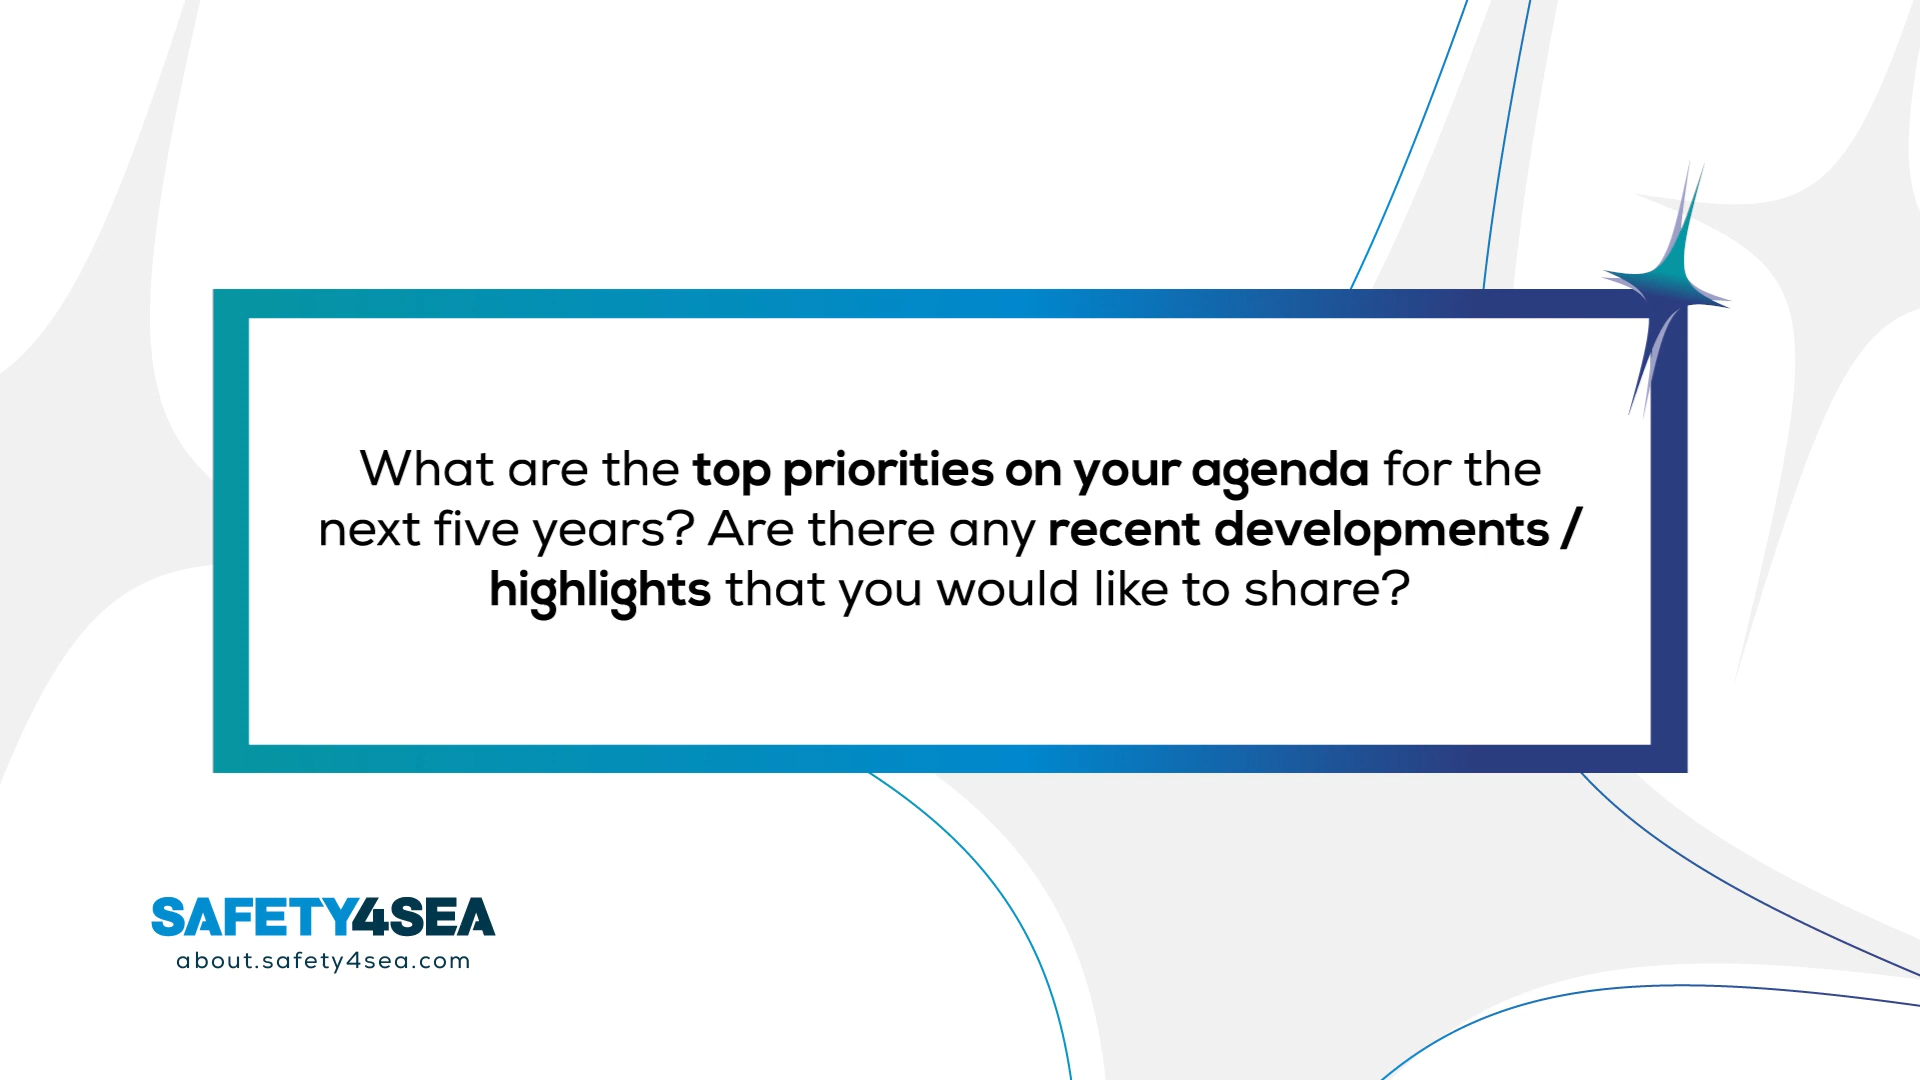 What are the top priorities on your agenda for the
next five years? Are there any recent developments /
highlights that you would like to share?
SAFETY4SEA
about.safety4sea.com